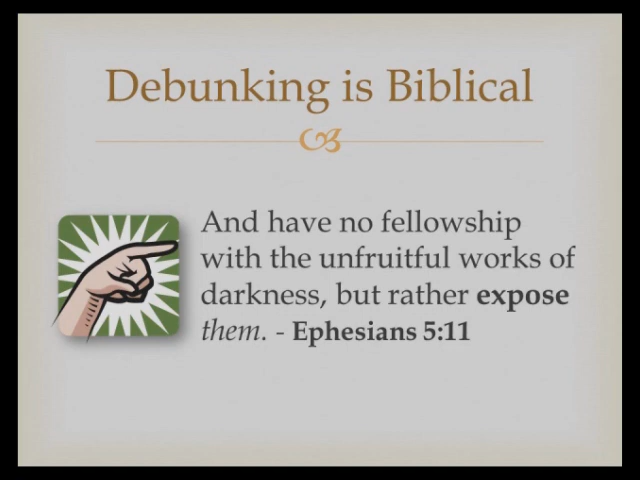 Debunking is Biblical
And have no fellowship
with the unfruitful works of
darkness, but rather expose
them. - Ephesians 5:11